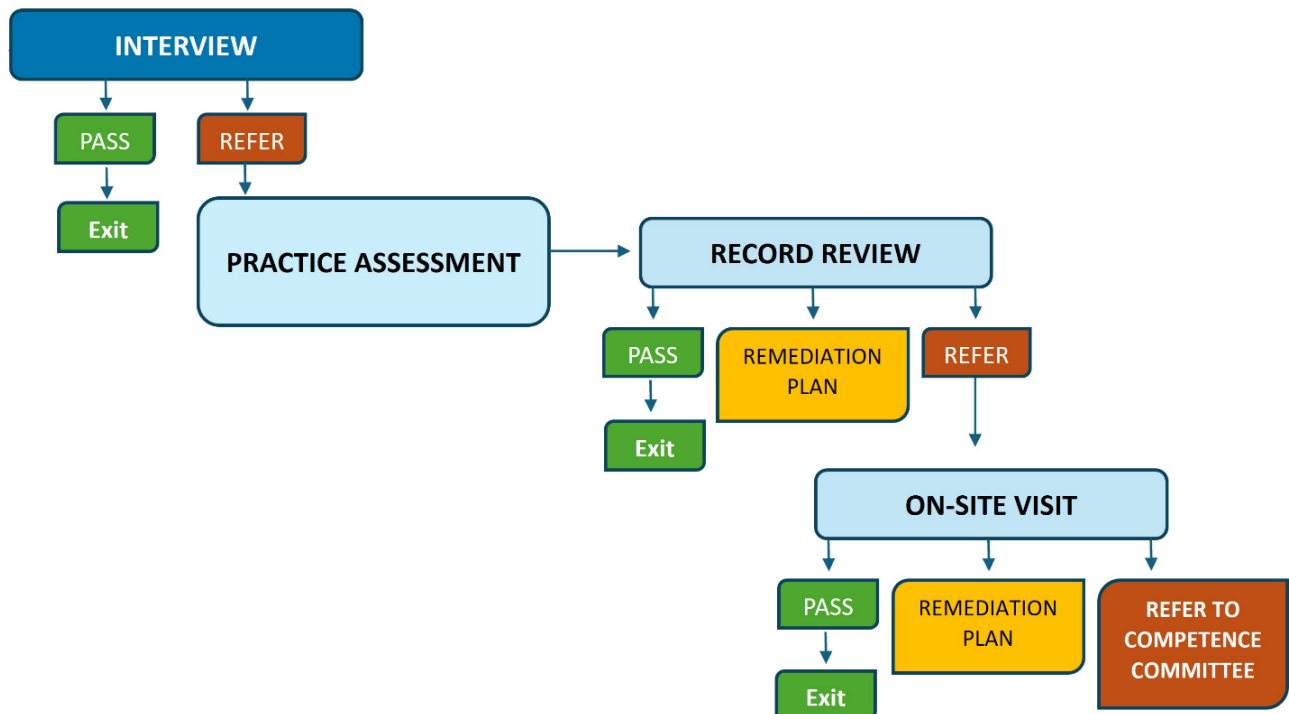 INTERVIEW
PASS
REFER
Exit
PRACTICE ASSESSMENT
RECORD REVIEW
PASS
REMEDIATION
PLAN
REFER
Exit
ON-SITE VISIT
PASS
REMEDIATION
PLAN
REFER TO
COMPETENCE
COMMITTEE
Exit